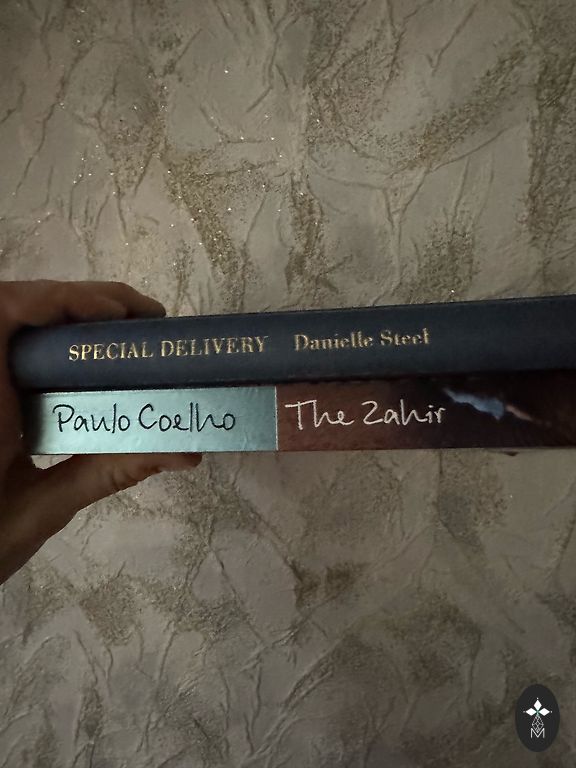 SPECIAL DELIVERY Danielle Steel
Paulo Coelho The Zahir
M